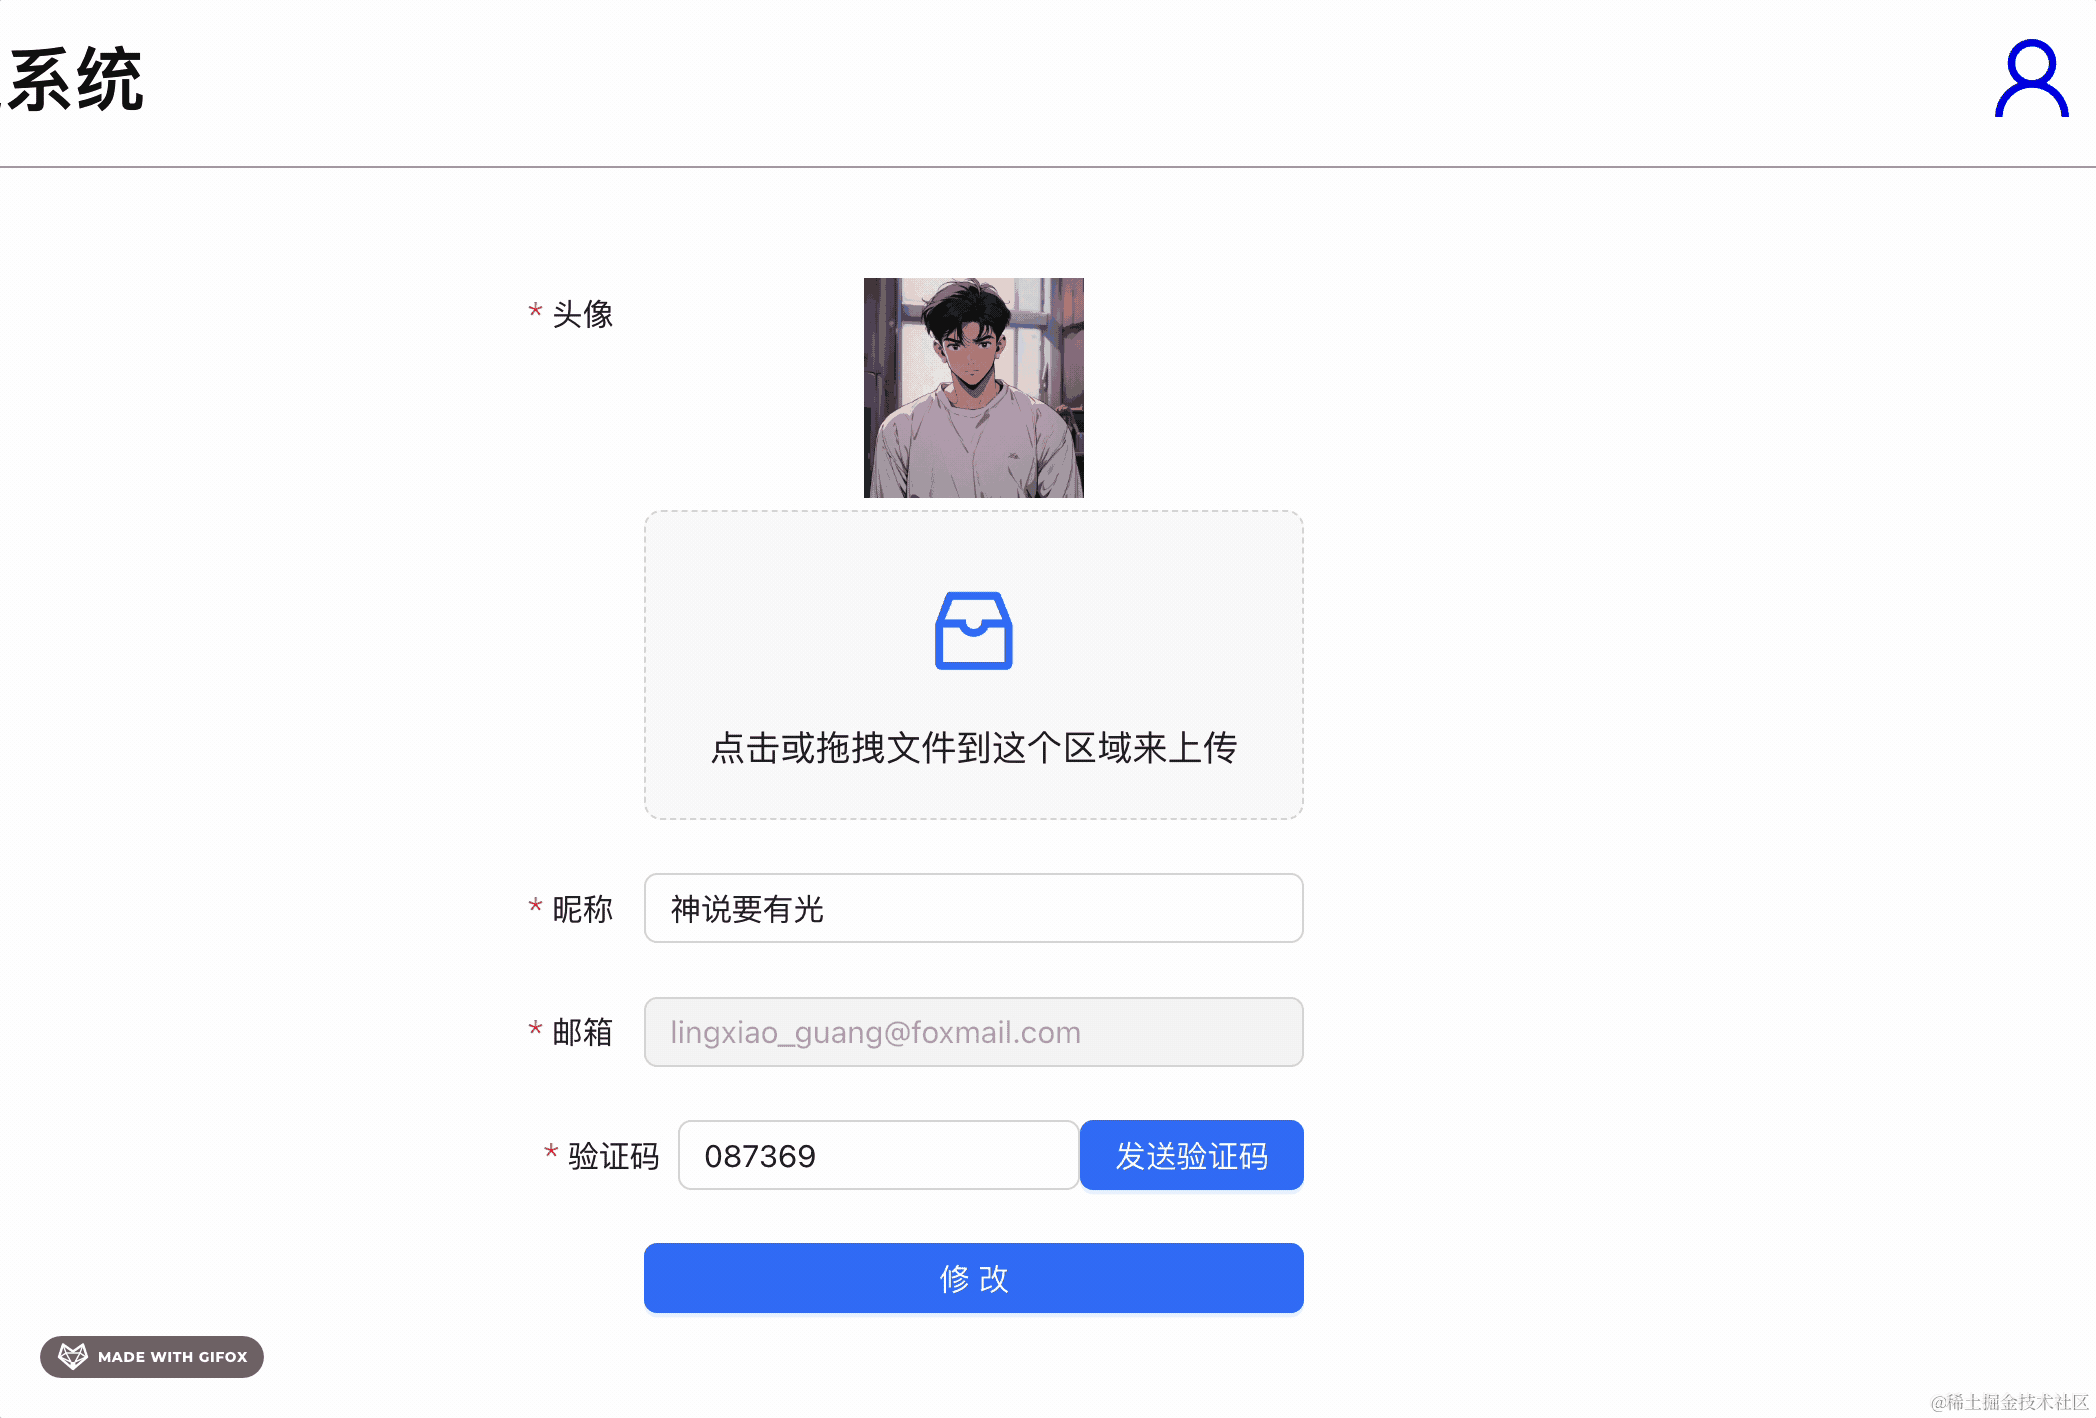 系统
* 头像
点击或拖拽文件到这个区域来上传
* 昵称 神说要有光
* 邮箱 lingxiao_guang@foxmail.com
* 验证码 087369 发送验证码
修 改
MADE WITH GIFOX
@稀土掘金技术社区